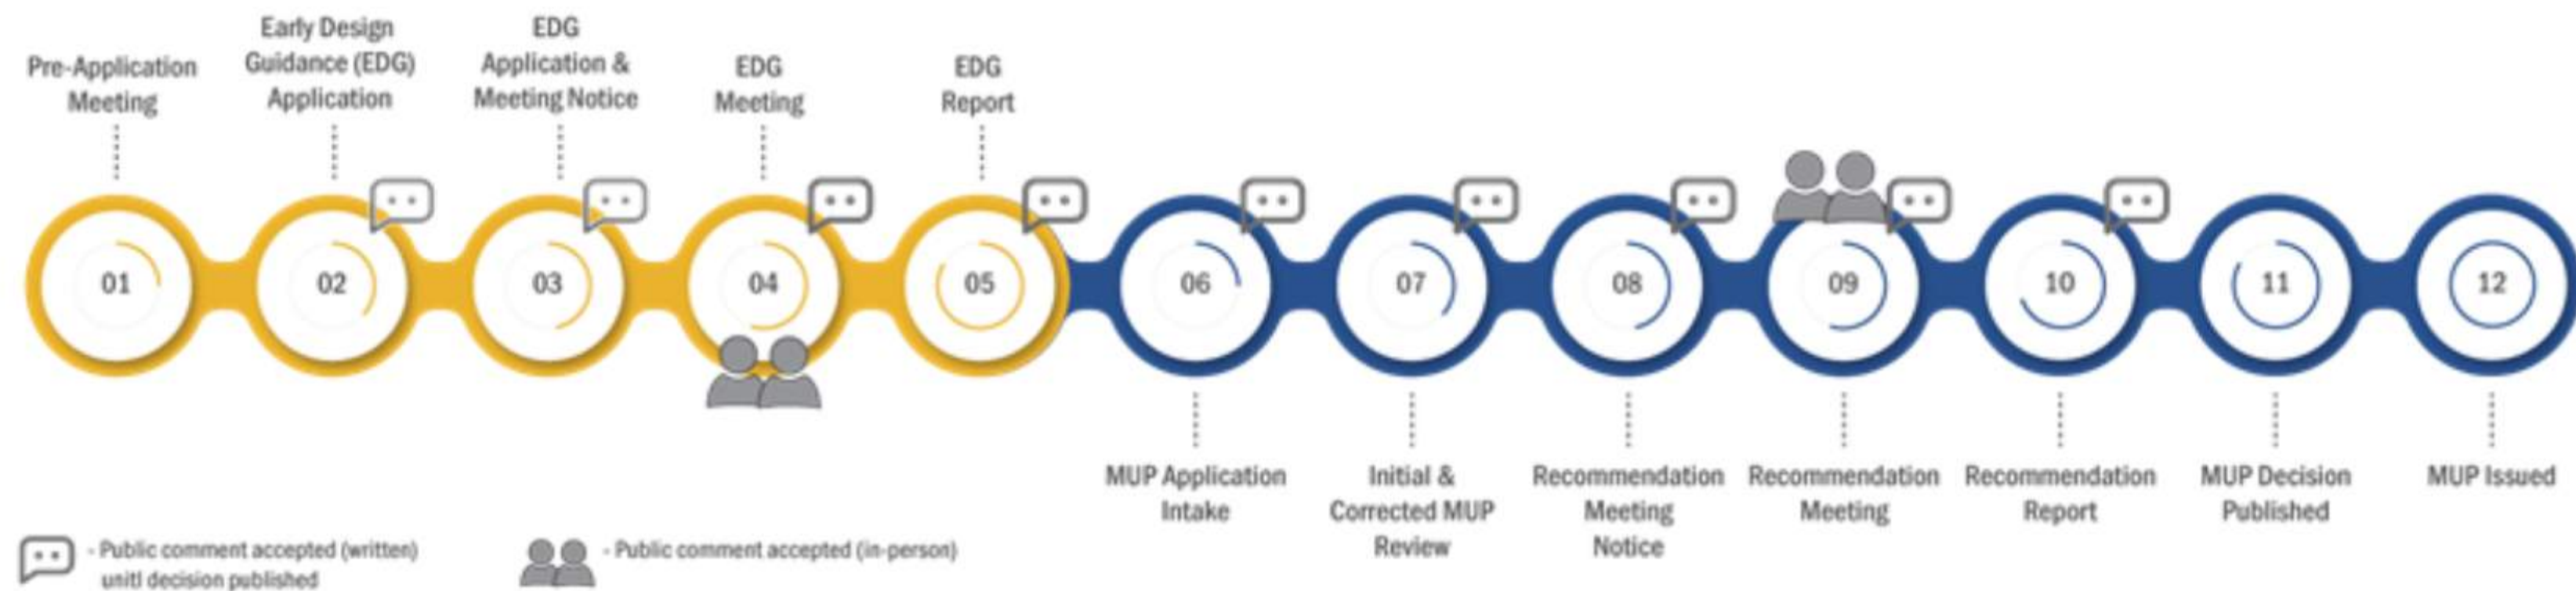 Pre-Application
Meeting
Early Design
Guidance (EDG)
Application
EDG
Application &
Meeting Notice
EDG
Meeting
EDG
Report
01
02
03
04
05
06
07
08
09
10
11
12
MUP Application
Intake
Initial &
Corrected MUP
Review
Recommendation
Meeting
Notice
Recommendation
Meeting
Recommendation
Report
MUP Decision
Published
MUP Issued
- Public comment accepted (written)
unitl decision published
- Public comment accepted (in-person)